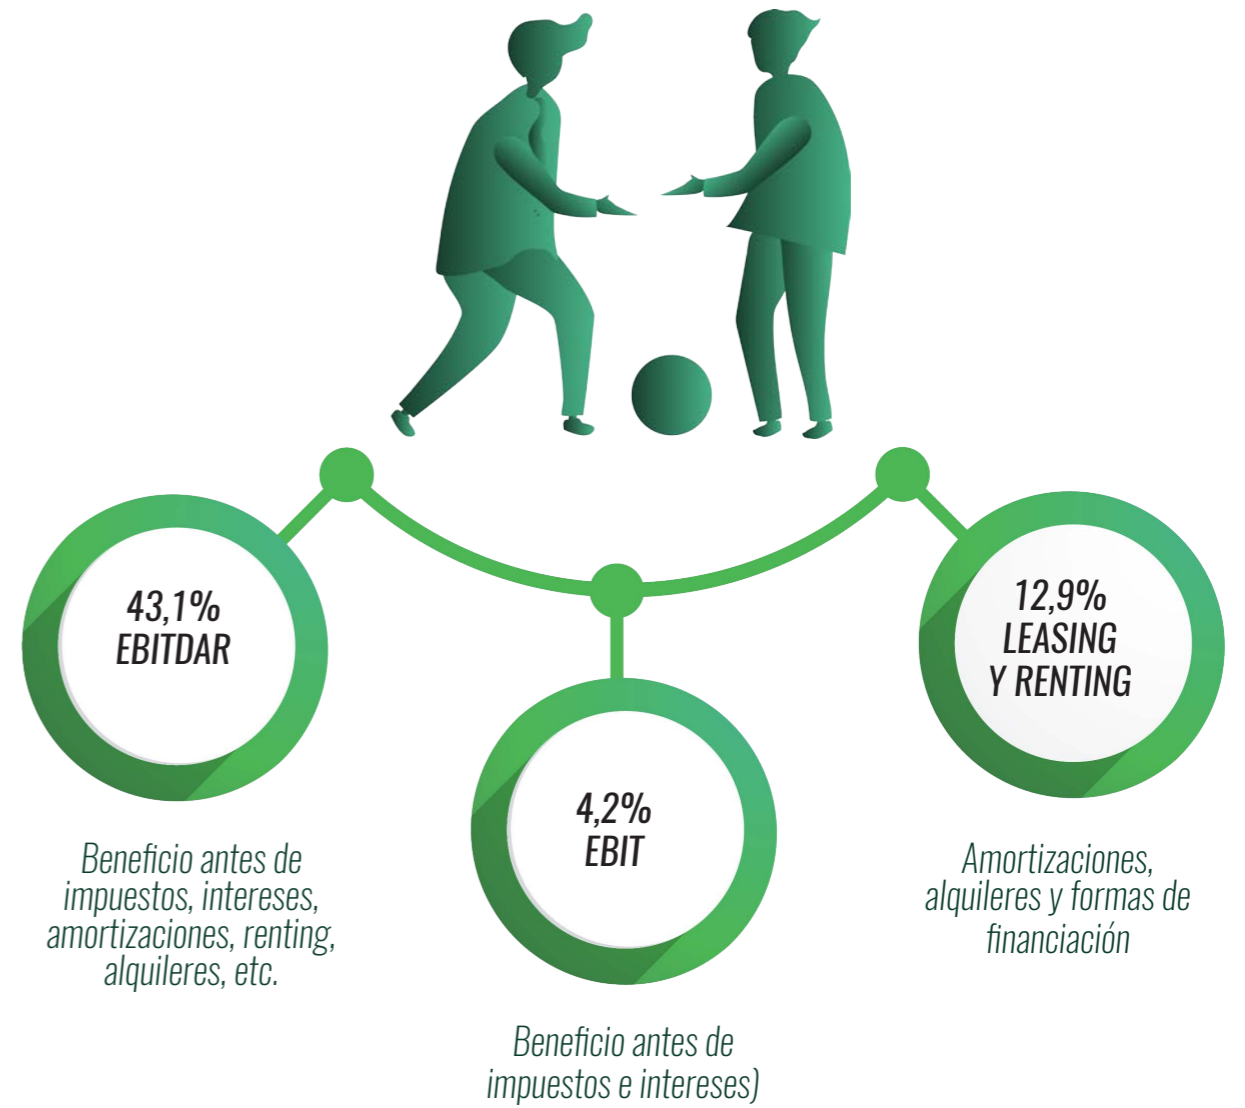 43,1%
EBITDAR
Beneficio antes de
impuestos, intereses,
amortizaciones, renting,
alquileres, etc.
4,2%
EBIT
Beneficio antes de
impuestos e intereses)
12,9%
LEASING
Y RENTING
Amortizaciones,
alquileres y formas de
financiación